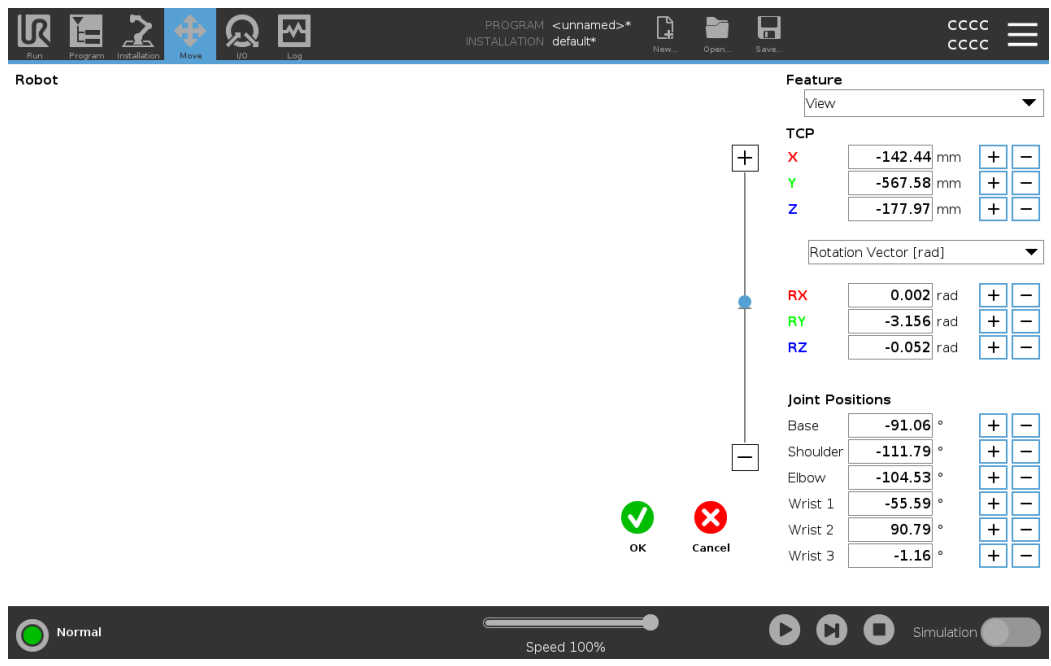 PROGRAM <unnamed>*
INSTALLATION default*
CCCC
CCCC
Run Program Installation Move I/O Log New... Open... Save...
Robot
Feature
View
TCP
X -142.44 mm + −
Y -567.58 mm + −
Z -177.97 mm + −
Rotation Vector [rad]
RX 0.002 rad + −
RY -3.156 rad + −
RZ -0.052 rad + −
Joint Positions
Base -91.06 ° + −
Shoulder -111.79 ° + −
Elbow -104.53 ° + −
Wrist 1 -55.59 ° + −
Wrist 2 90.79 ° + −
Wrist 3 -1.16 ° + −
OK Cancel
Normal
Speed 100%
Simulation